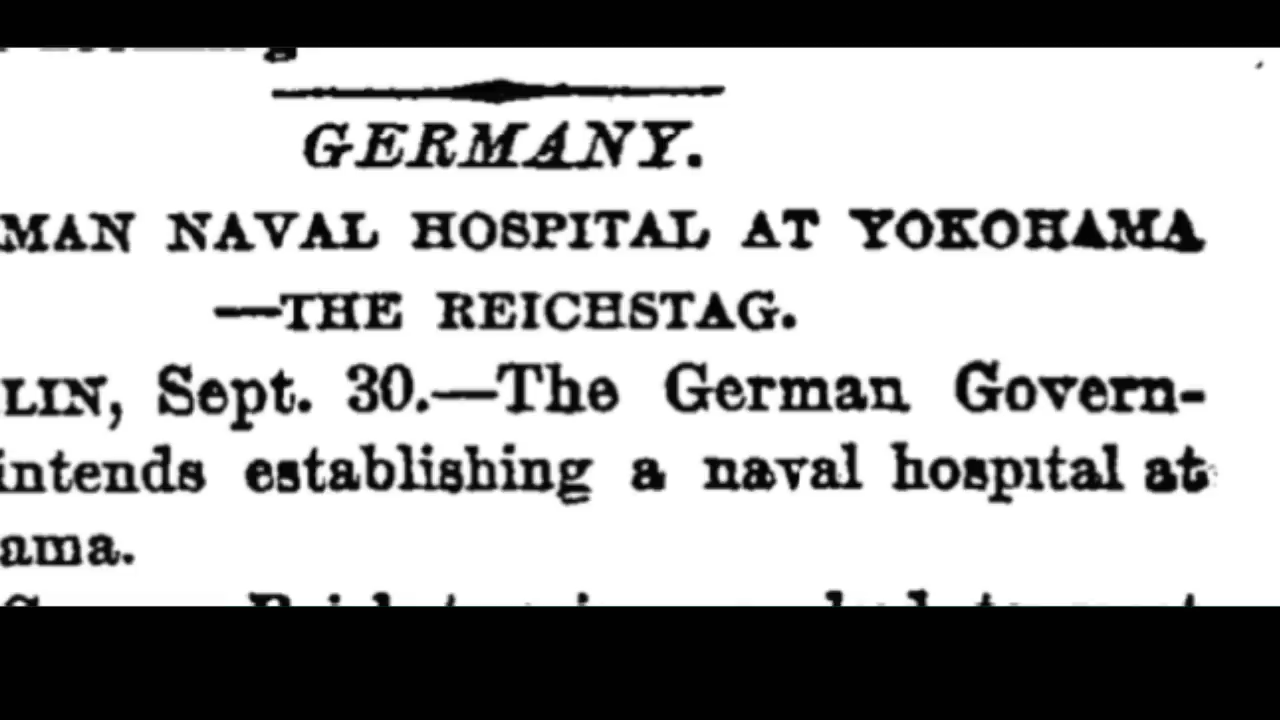 GERMANY.
MAN NAVAL HOSPITAL AT YOKOHAMA
—THE REICHSTAG.
LIN, Sept. 30.—The German Govern-
intends establishing a naval hospital at
ama.